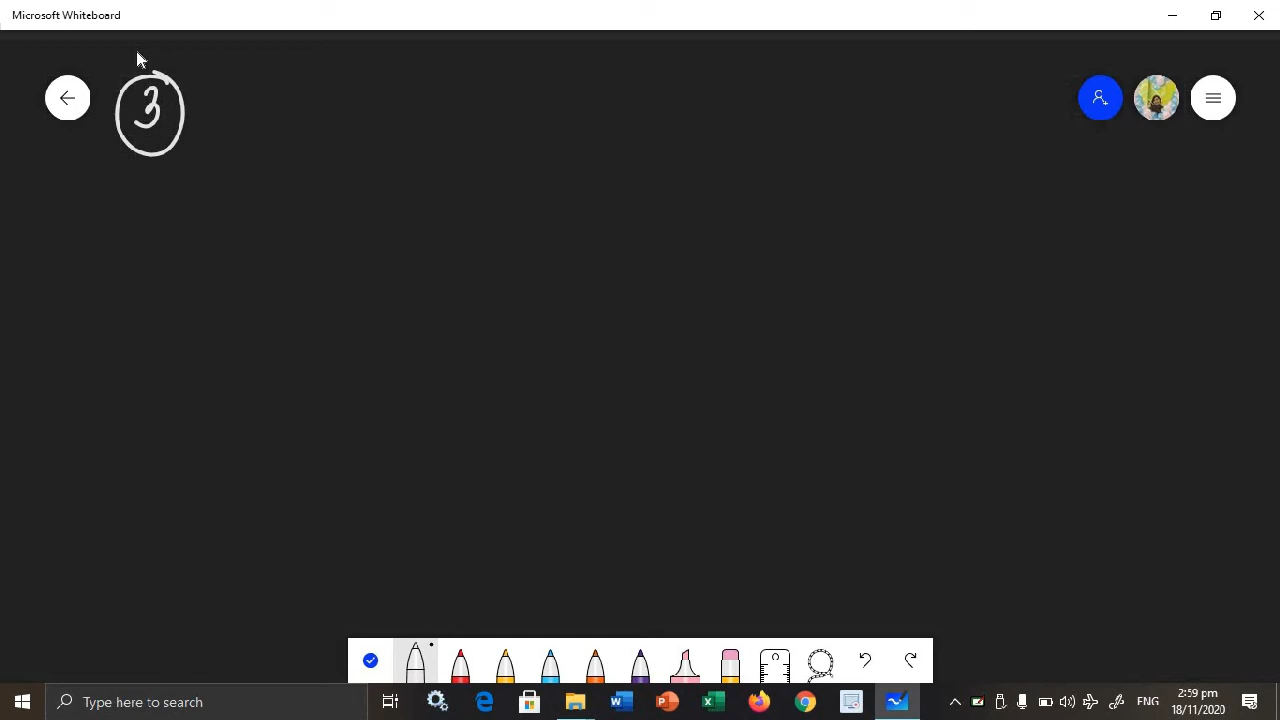 Microsoft Whiteboard
3
Type here to search
ENG
2:59 pm
18/11/2020